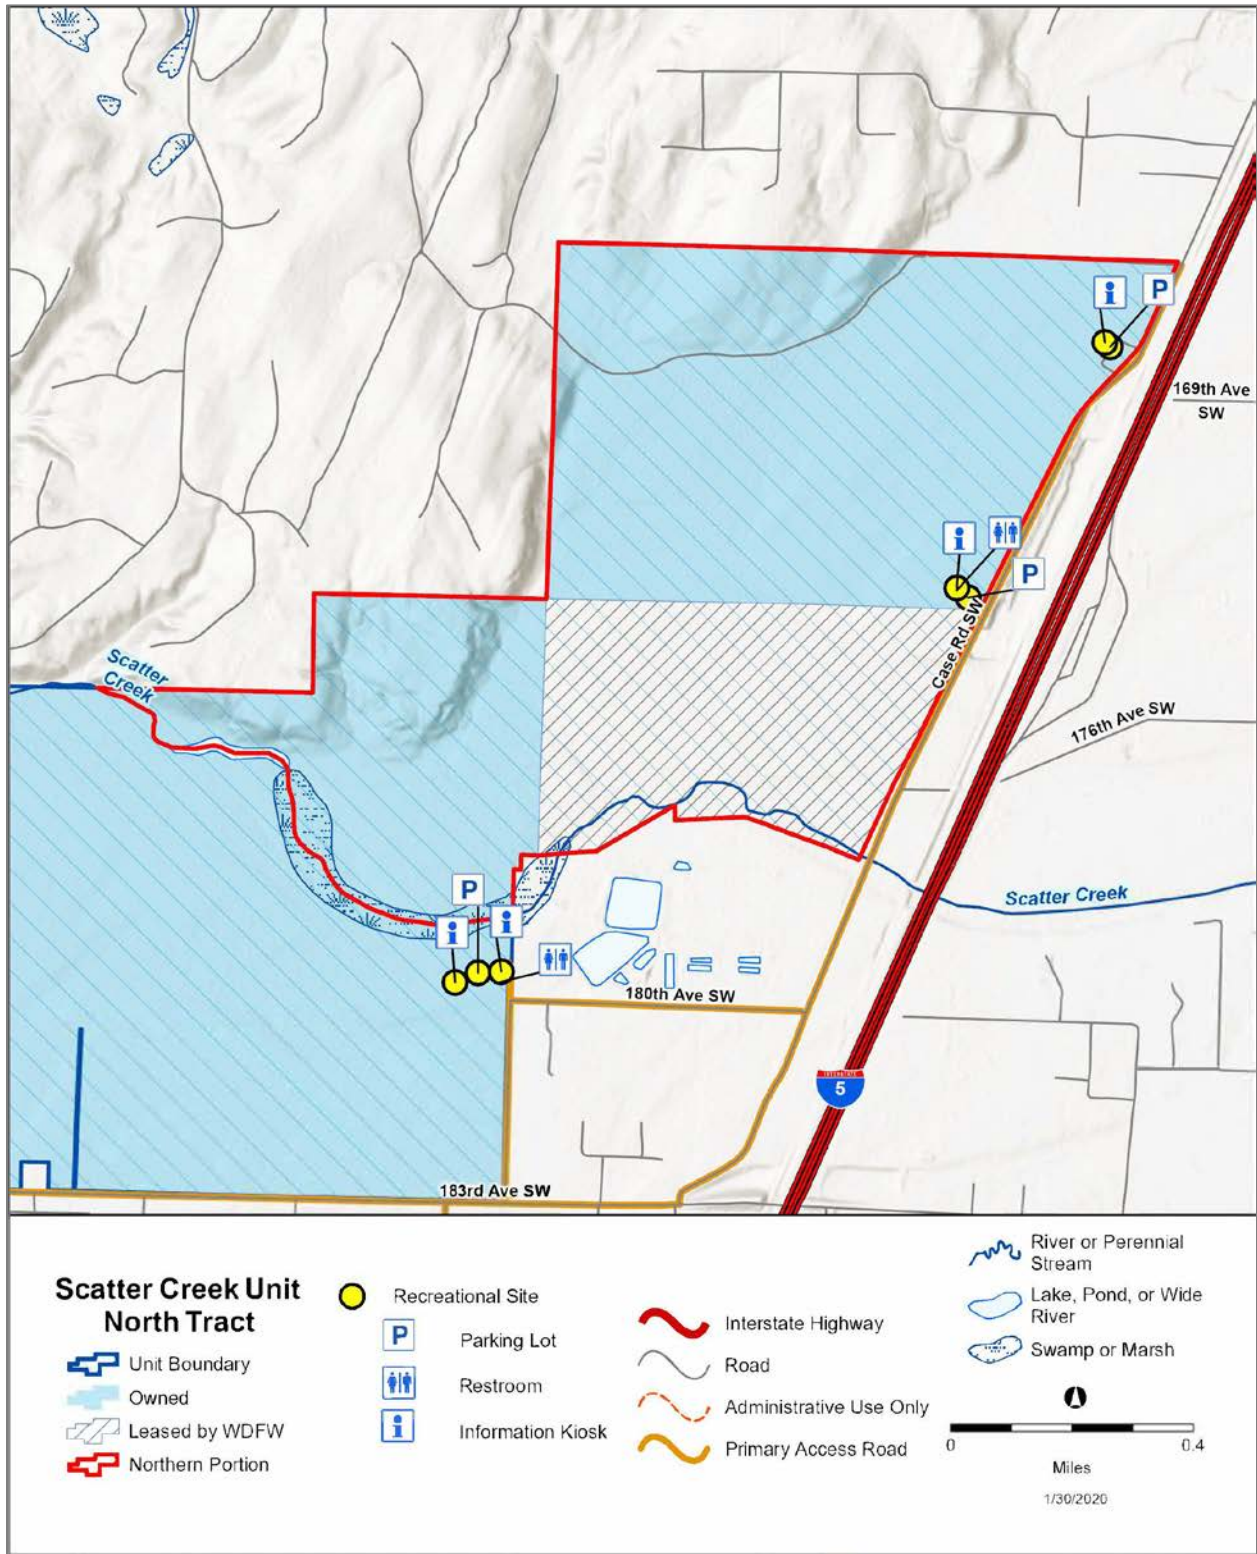 P
169th Ave
SW
P
Case Rd SW
Scatter
Creek
176th Ave SW
P
Scatter Creek
180th Ave SW
INTERSTATE
5
183rd Ave SW
Scatter Creek Unit
North Tract
Unit Boundary
Owned
Leased by WDFW
Northern Portion
Recreational Site
P
Parking Lot
Restroom
Information Kiosk
Interstate Highway
Road
Administrative Use Only
Primary Access Road
River or Perennial
Stream
Lake, Pond, or Wide
River
Swamp or Marsh
0 0.4
Miles
1/30/2020